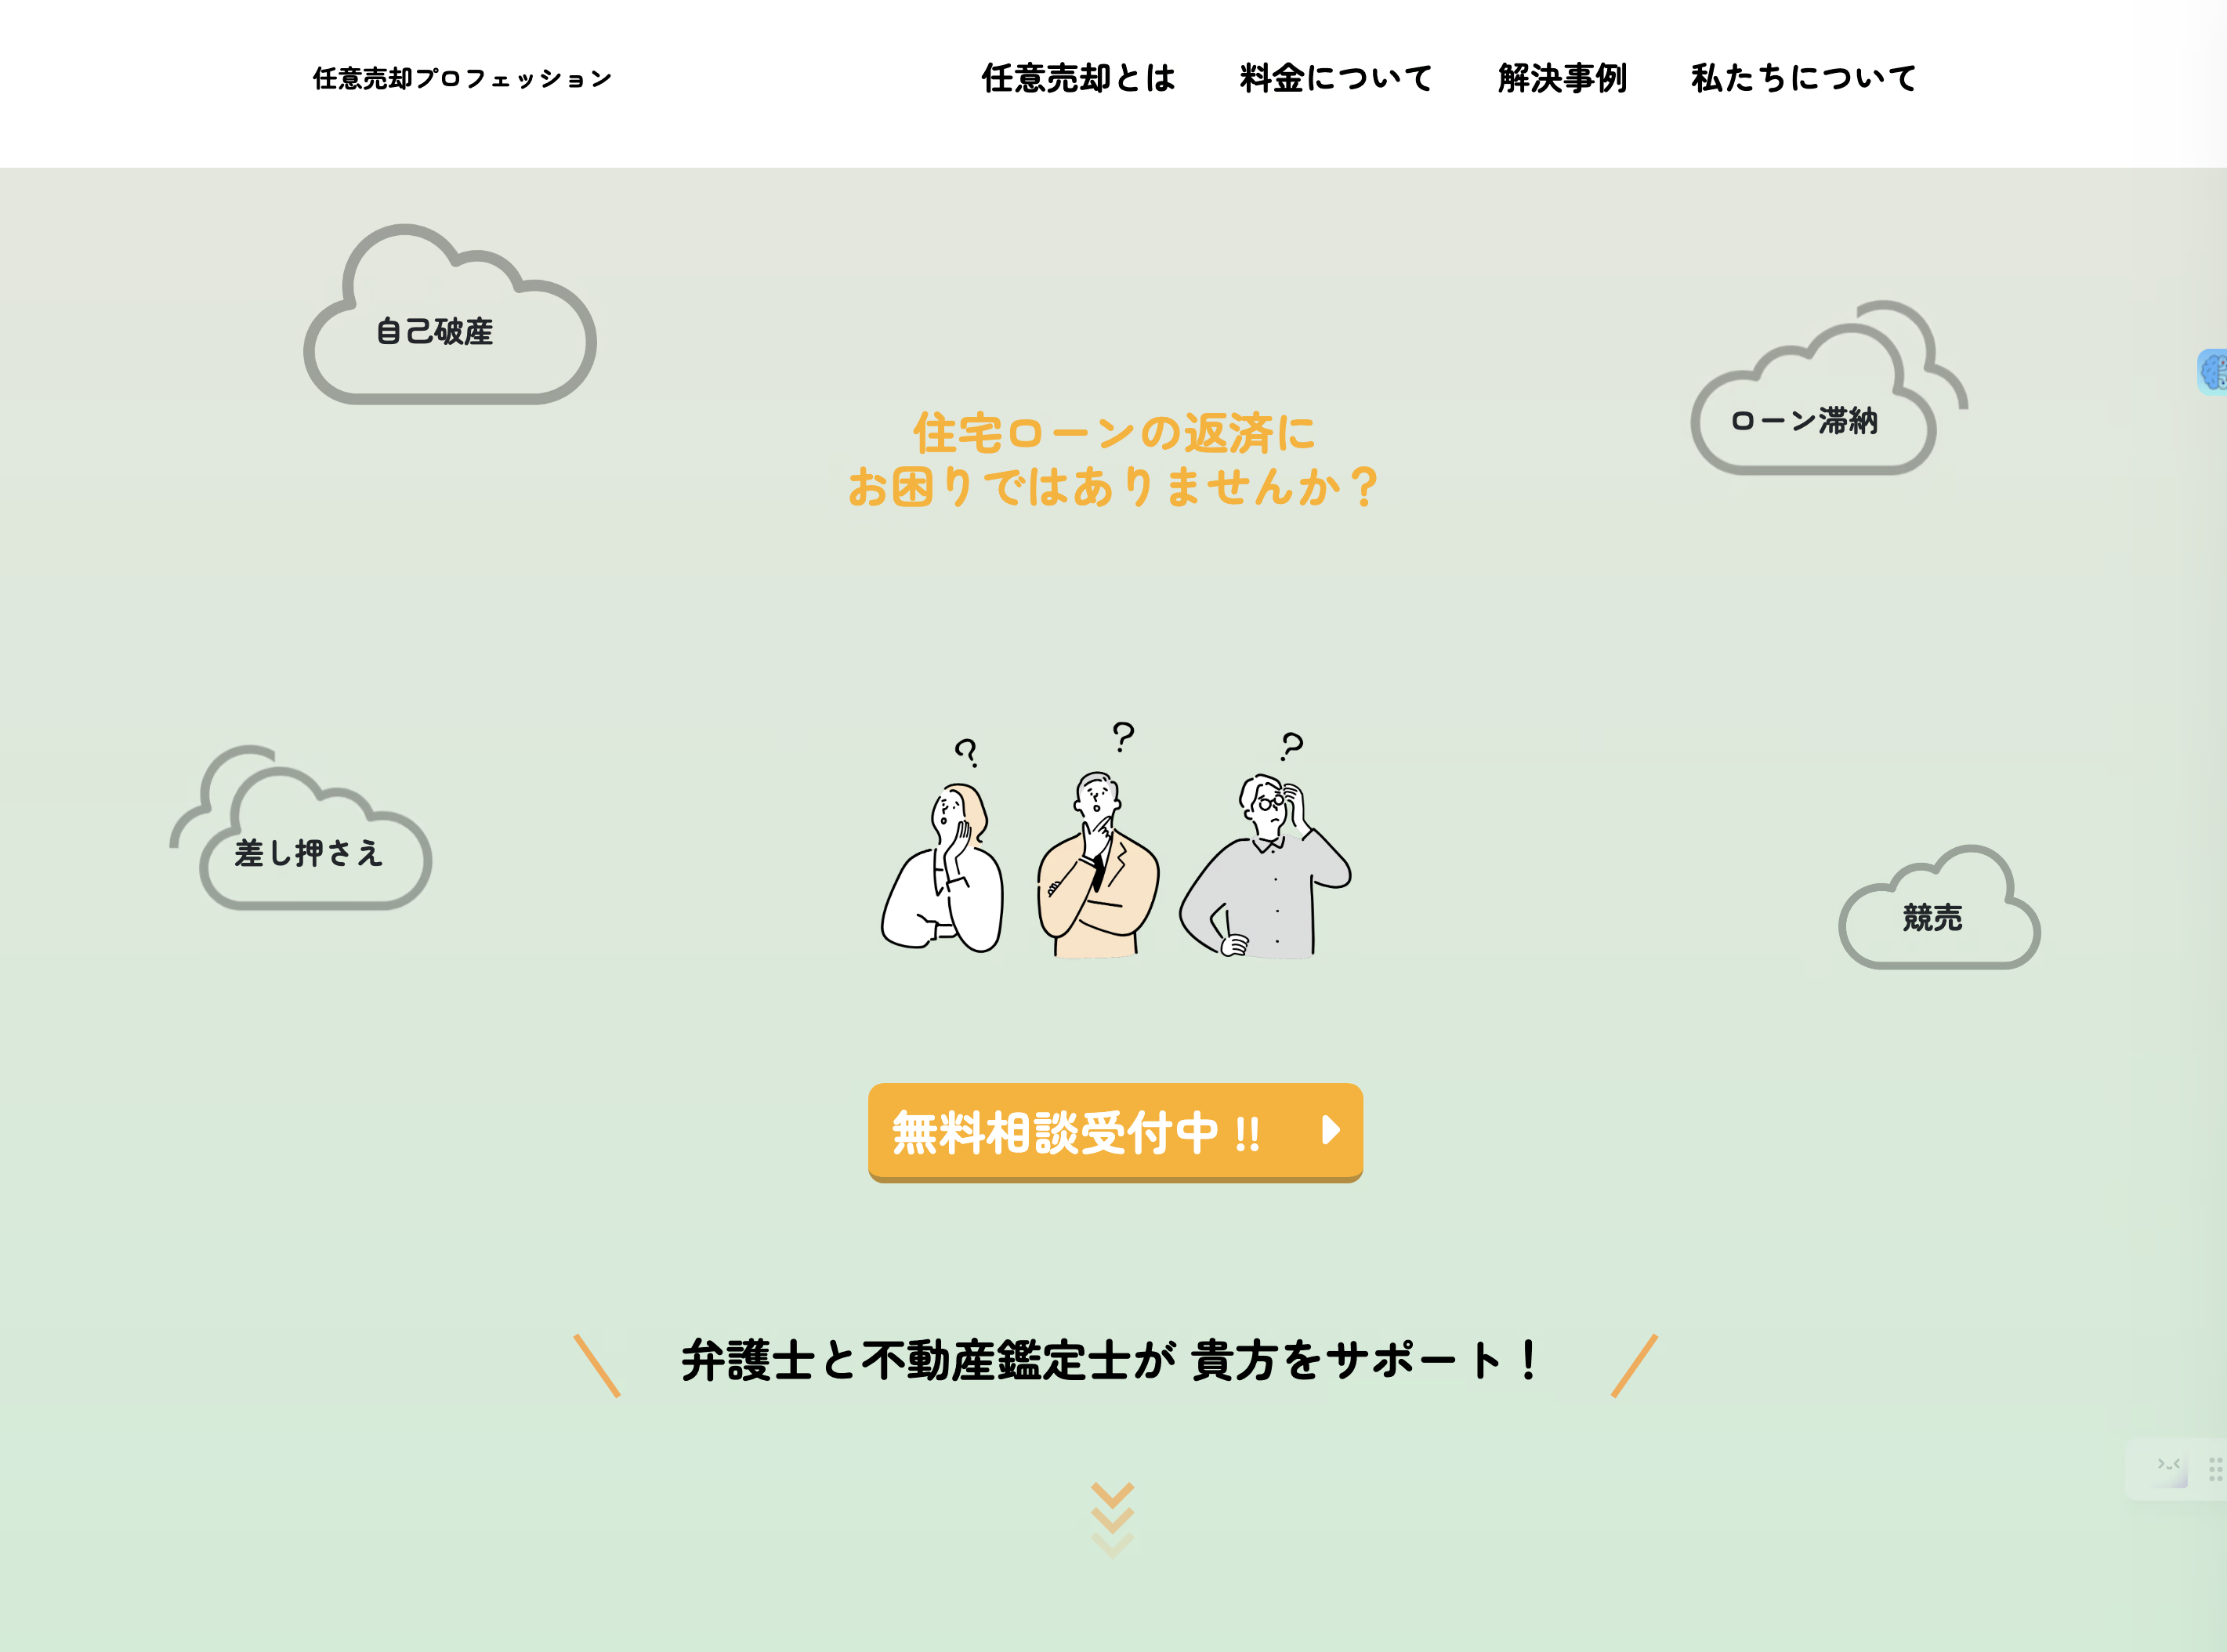 任意売却プロフェッション
任意売却とは 料金について 解決事例 私たちについて
自己破産
ローン滞納
住宅ローンの返済に
お困りではありませんか？
? ? ?
差し押さえ
競売
無料相談受付中 !!
弁護士と不動産鑑定士が 貴方をサポート！